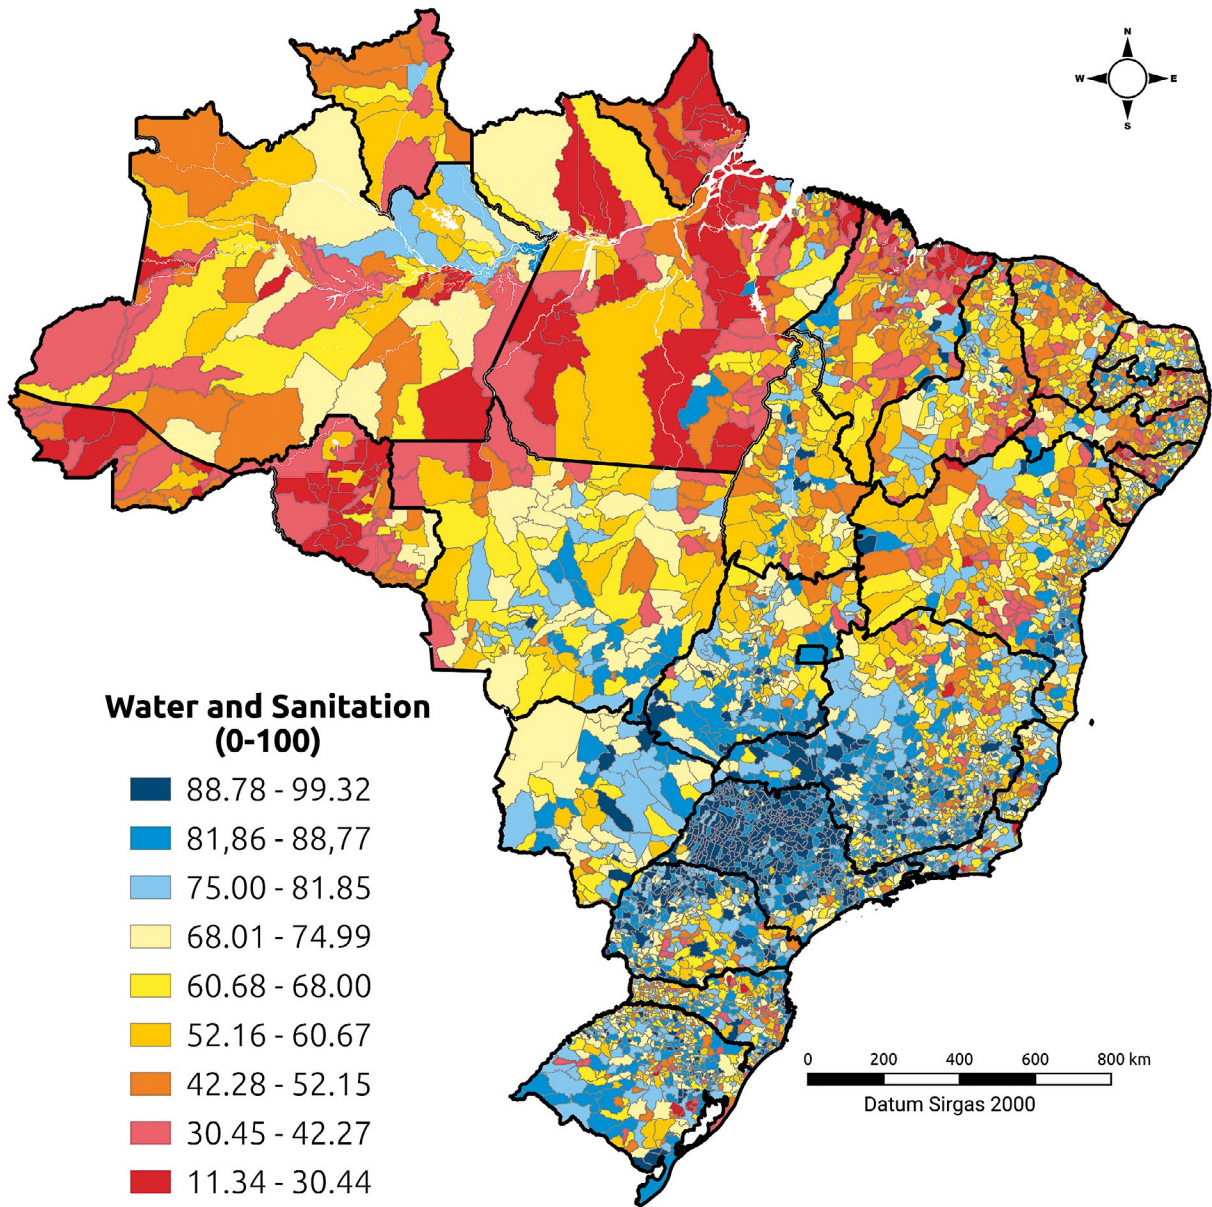 N
W
E
S
Water and Sanitation
(0-100)
88.78 - 99.32
81,86 - 88,77
75.00 - 81.85
68.01 - 74.99
60.68 - 68.00
52.16 - 60.67
42.28 - 52.15
30.45 - 42.27
11.34 - 30.44
0 200 400 600 800 km
Datum Sirgas 2000